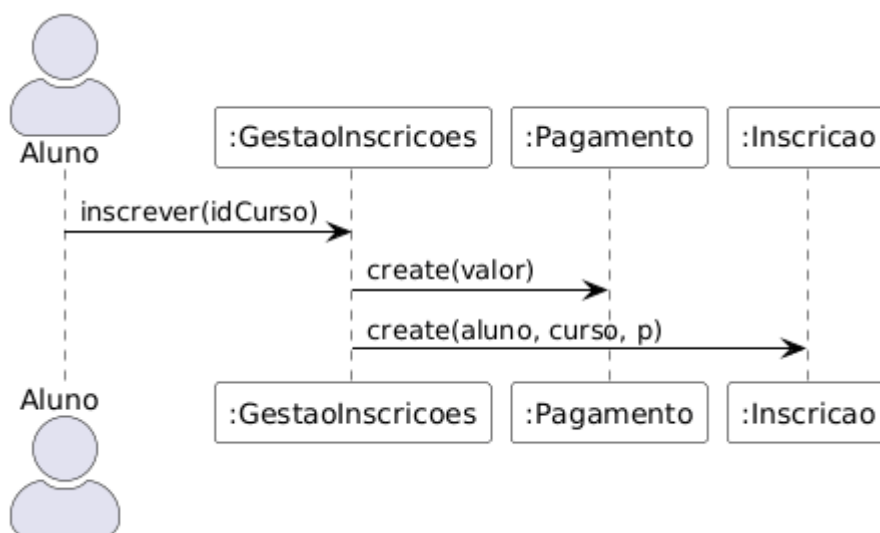 Aluno
:GestaoInscricoes
:Pagamento
:Inscricao
inscrever(idCurso)
create(valor)
create(aluno, curso, p)
Aluno
:GestaoInscricoes
:Pagamento
:Inscricao